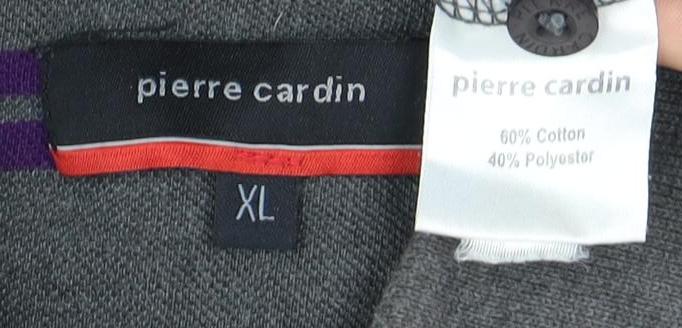 pierre cardin
XL
pierre cardin
60% Cotton
40% Polyester